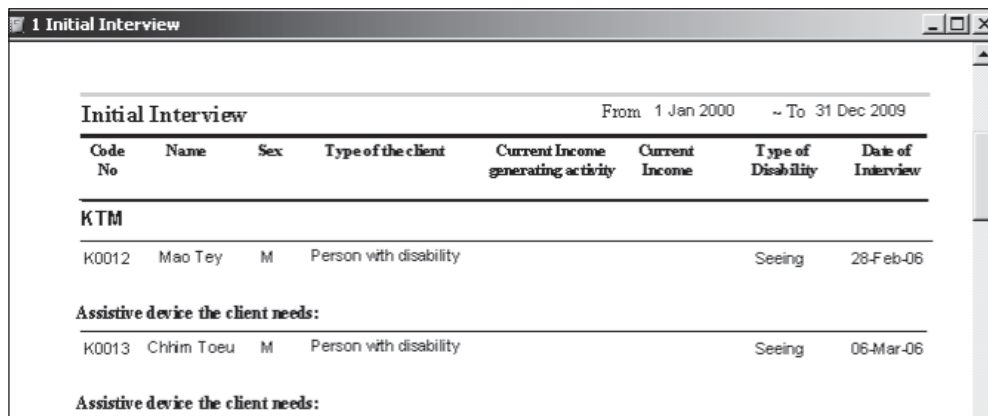 1 Initial Interview
Initial Interview From 1 Jan 2000 ~ To 31 Dec 2009
Code No Name Sex Type of the client Current Income generating activity Current Income Type of Disability Date of Interview
KTM
K0012 Mao Tey M Person with disability Seeing 28-Feb-06
Assistive device the client needs:
K0013 Chhim Toeu M Person with disability Seeing 06-Mar-06
Assistive device the client needs: